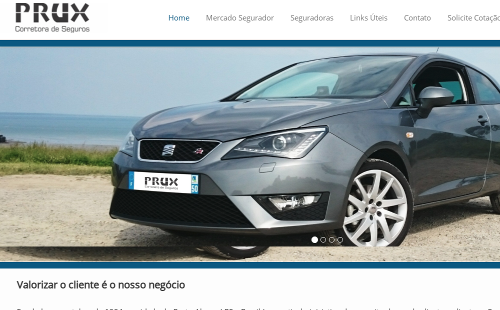 PRUX
Corretora de Seguros
Home Mercado Segurador Seguradoras Links Úteis Contato Solicite Cotação
PRUX
Corretora de Seguros
Valorizar o cliente é o nosso negócio